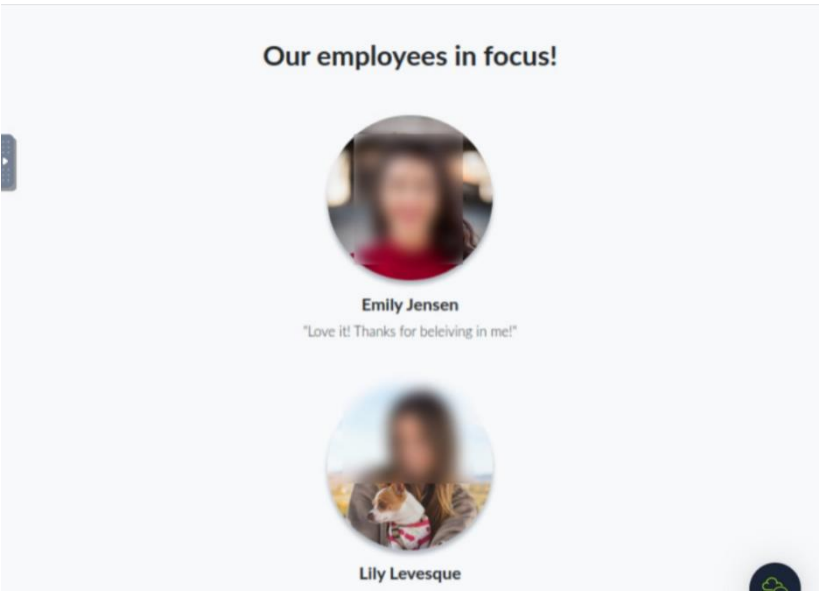 Our employees in focus!
Emily Jensen
"Love it! Thanks for beleiving in me!"
Lily Levesque